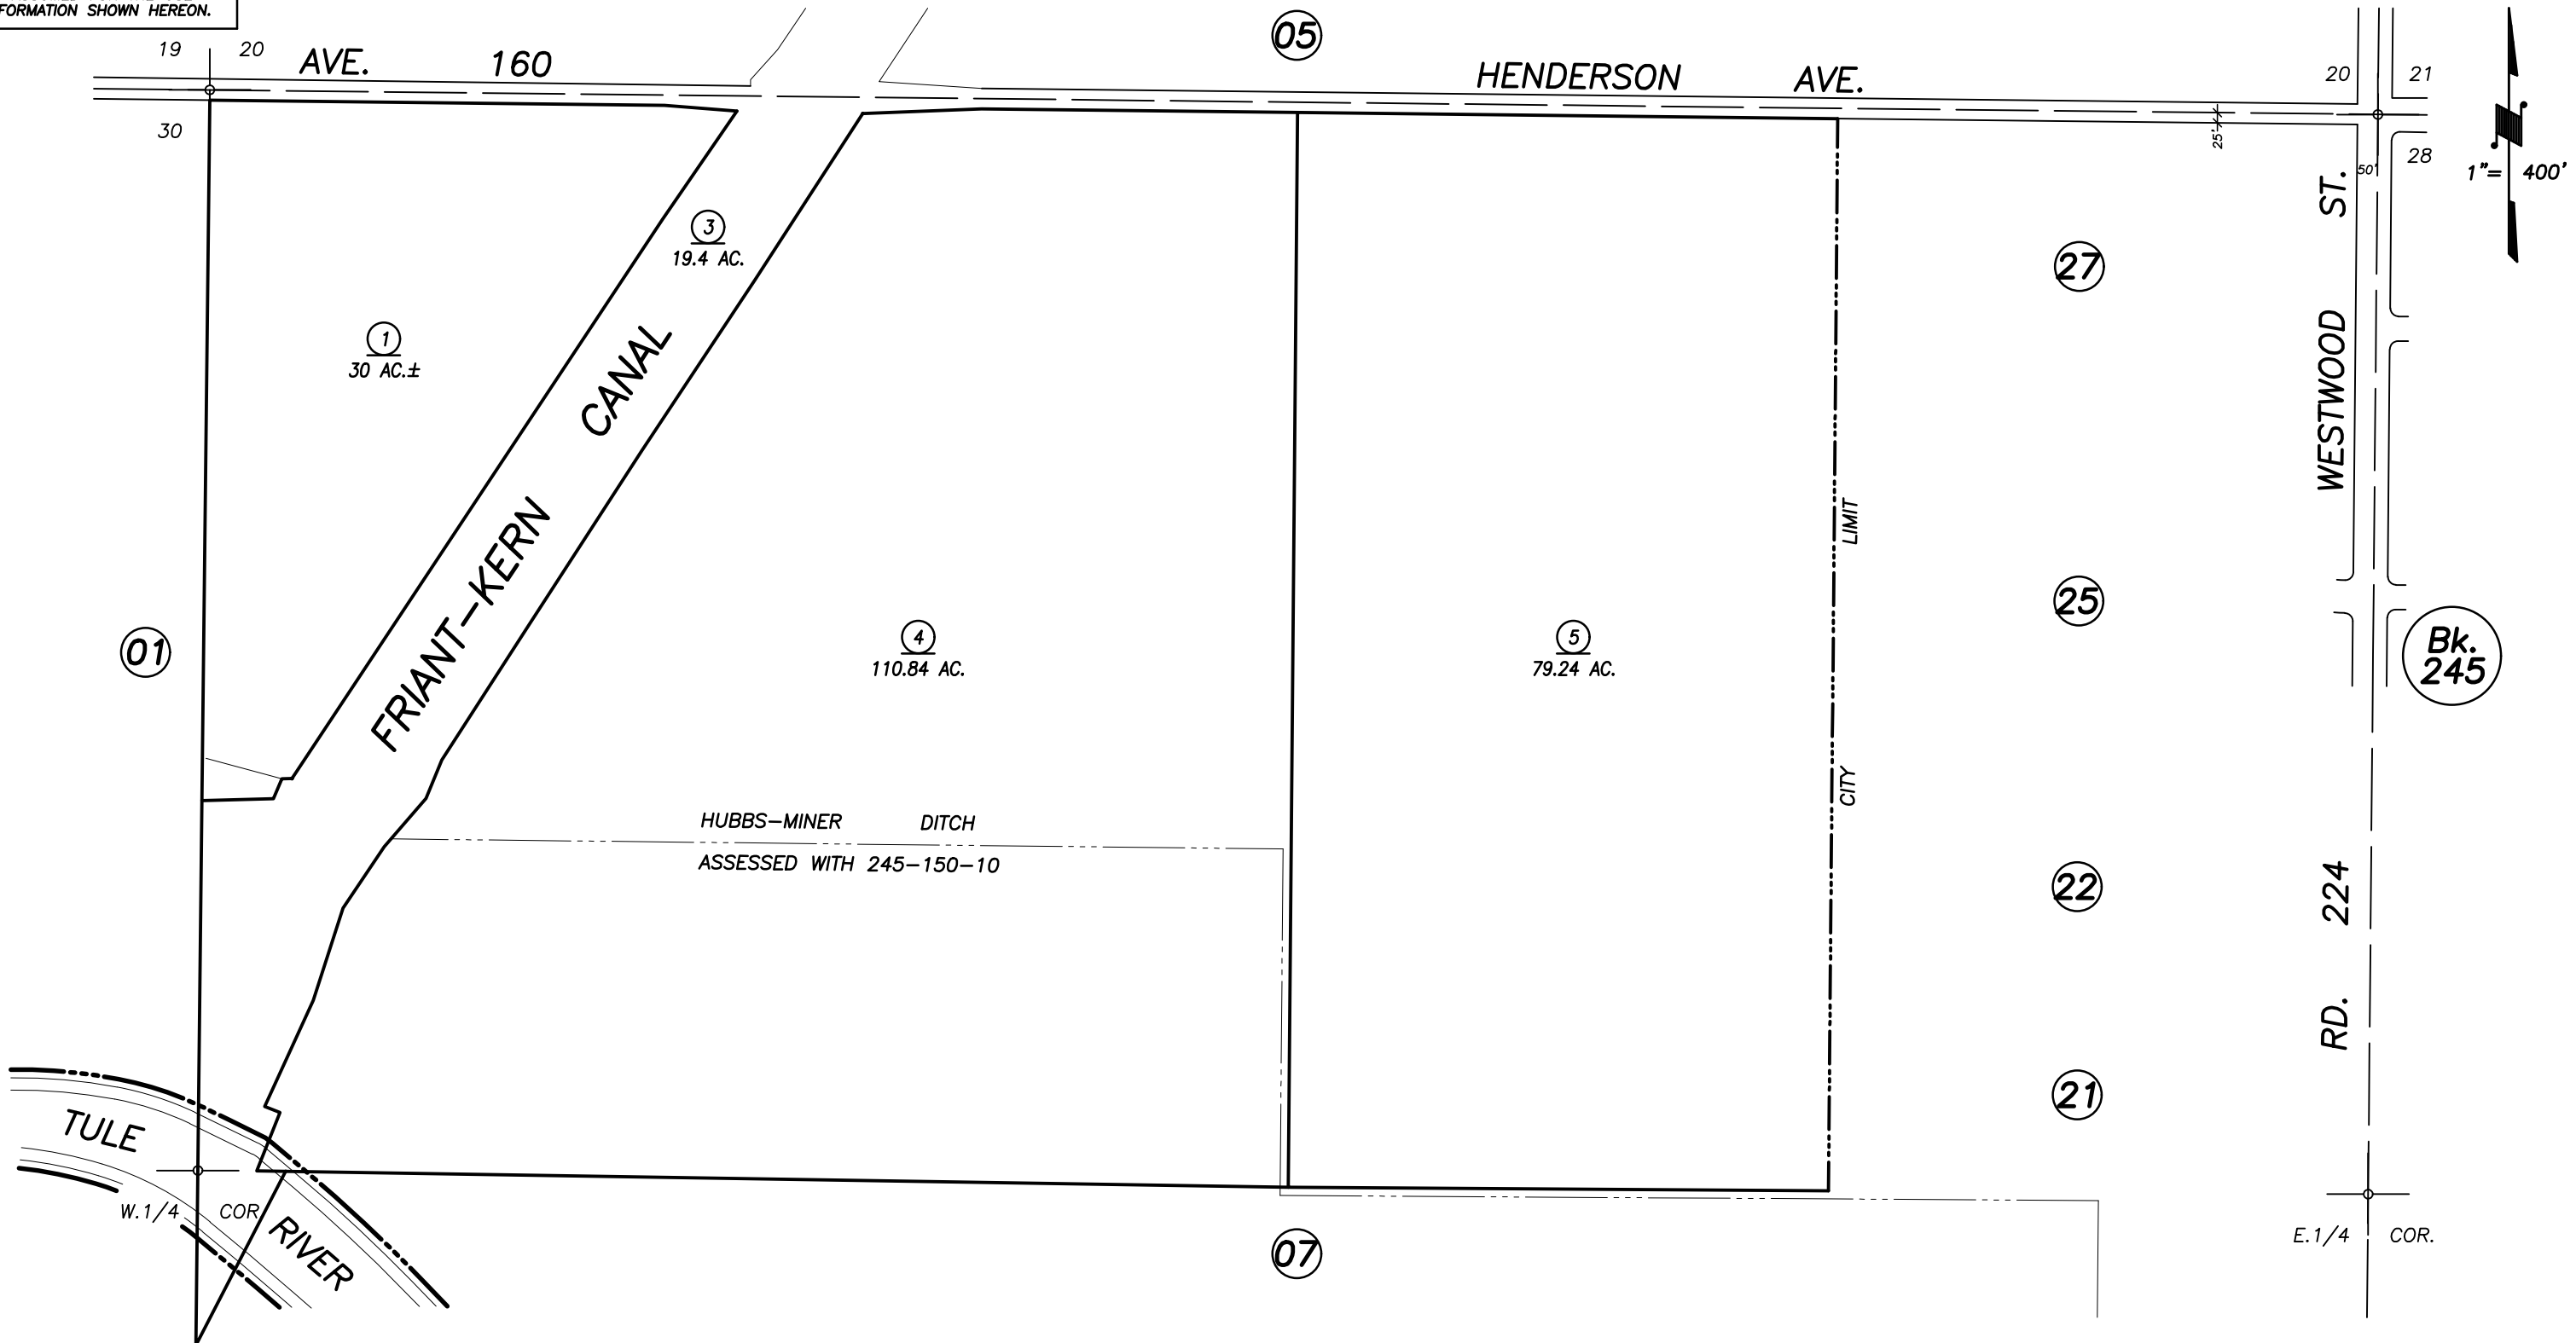 FORMATION SHOWN HEREON.
19 20
AVE. 160
05
HENDERSON AVE.
20 21
30
25'
50'
28
1"= 400'
WESTWOOD ST.
3
19.4 AC.
27
1
30 AC.±
FRIANT-KERN CANAL
CITY LIMIT
01
4
110.84 AC.
5
79.24 AC.
25
Bk.
245
HUBBS-MINER DITCH
ASSESSED WITH 245-150-10
22
RD. 224
21
TULE RIVER
W.1/4 COR
07
E.1/4 COR.